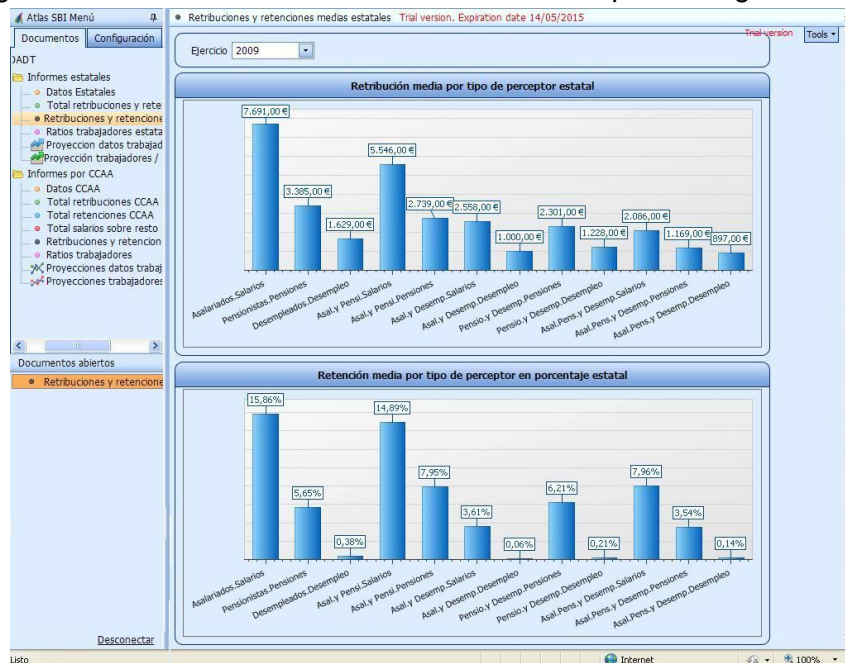 Atlas SBI Menú
Retribuciones y retenciones medias estatales Trial version. Expiration date 14/05/2015
Documentos Configuración
Trial version
Tools
DADT
Ejercicio 2009
Informes estatales
Datos Estatales
Total retribuciones y rete
Retribuciones y retencione
Ratios trabajadores estata
Proyeccion datos trabajad
Proyección trabajadores /
Informes por CCAA
Datos CCAA
Total retribuciones CCAA
Total retenciones CCAA
Total salarios sobre resto
Retribuciones y retencion
Ratios trabajadores
Proyecciones datos trabaj
Proyecciones trabajadores
Documentos abiertos
Retribuciones y retencione
Desconectar
Retribución media por tipo de perceptor estatal
7.691,00 €
3.385,00 €
1.629,00 €
5.546,00 €
2.739,00 €
2.558,00 €
1.000,00 €
2.301,00 €
1.228,00 €
2.086,00 €
1.169,00 €
897,00 €
Asalariados.Salarios
Pensionistas.Pensiones
Desempleados.Desempleo
Asal.y Pensi.Salarios
Asal.y Pensi.Pensiones
Asal.y Desemp.Salarios
Asal.y Desemp.Desempleo
Pensio.y Desemp.Pensiones
Pensio.y Desemp.Desempleo
Asal.Pens.y Desemp.Salarios
Asal.Pens.y Desemp.Pensiones
Asal.Pens.y Desemp.Desempleo
Retención media por tipo de perceptor en porcentaje estatal
15,86%
5,65%
0,38%
14,89%
7,95%
3,61%
0,06%
6,21%
0,21%
7,96%
3,54%
0,14%
Asalariados.Salarios
Pensionistas.Pensiones
Desempleados.Desempleo
Asal.y Pensi.Salarios
Asal.y Pensi.Pensiones
Asal.y Desemp.Salarios
Asal.y Desemp.Desempleo
Pensio.y Desemp.Pensiones
Pensio.y Desemp.Desempleo
Asal.Pens.y Desemp.Salarios
Asal.Pens.y Desemp.Pensiones
Asal.Pens.y Desemp.Desempleo
Listo
Internet
100%